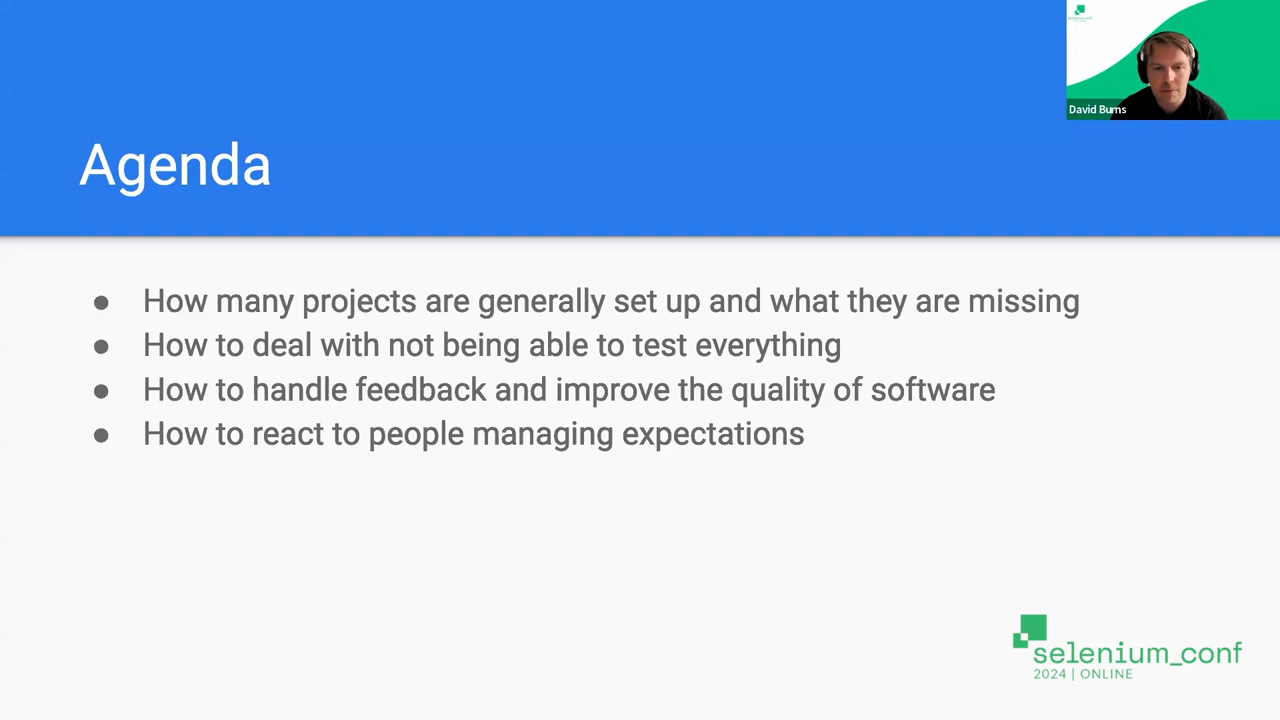 David Burns
Agenda
● How many projects are generally set up and what they are missing
● How to deal with not being able to test everything
● How to handle feedback and improve the quality of software
● How to react to people managing expectations
selenium_conf
2024 | ONLINE